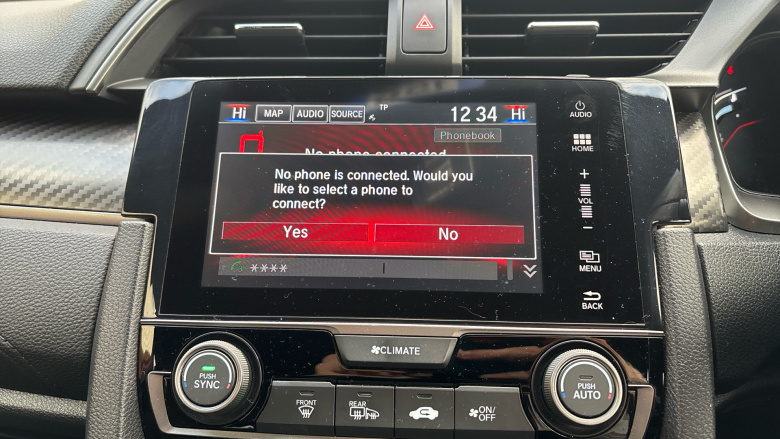 Hi MAP AUDIO SOURCE TP 12 34 Hi
Phonebook
No phone connected
No phone is connected. Would you
like to select a phone to
connect?
Yes No
****
AUDIO
HOME
+
VOL
−
MENU
BACK
CLIMATE
PUSH
SYNC
FRONT
REAR
ON/
OFF
PUSH
AUTO